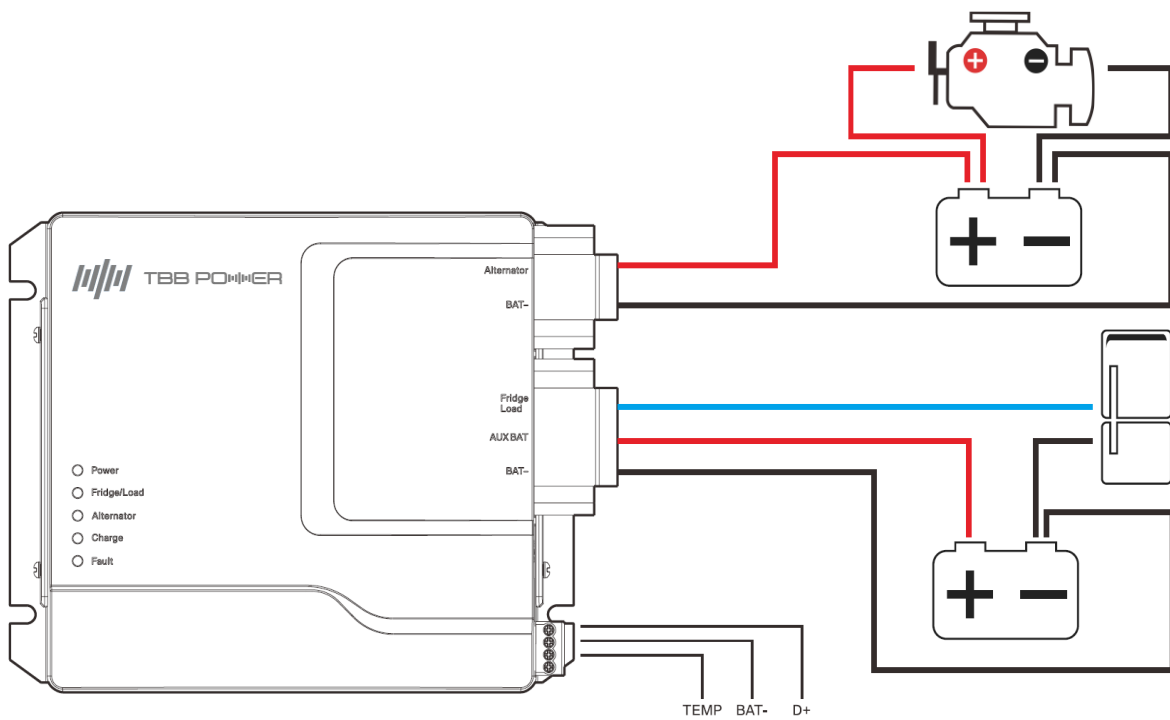 TBB POWER
Alternator
BAT-
Fridge
Load
AUX BAT
BAT-
Power
Fridge/Load
Alternator
Charge
Fault
TEMP BAT- D+